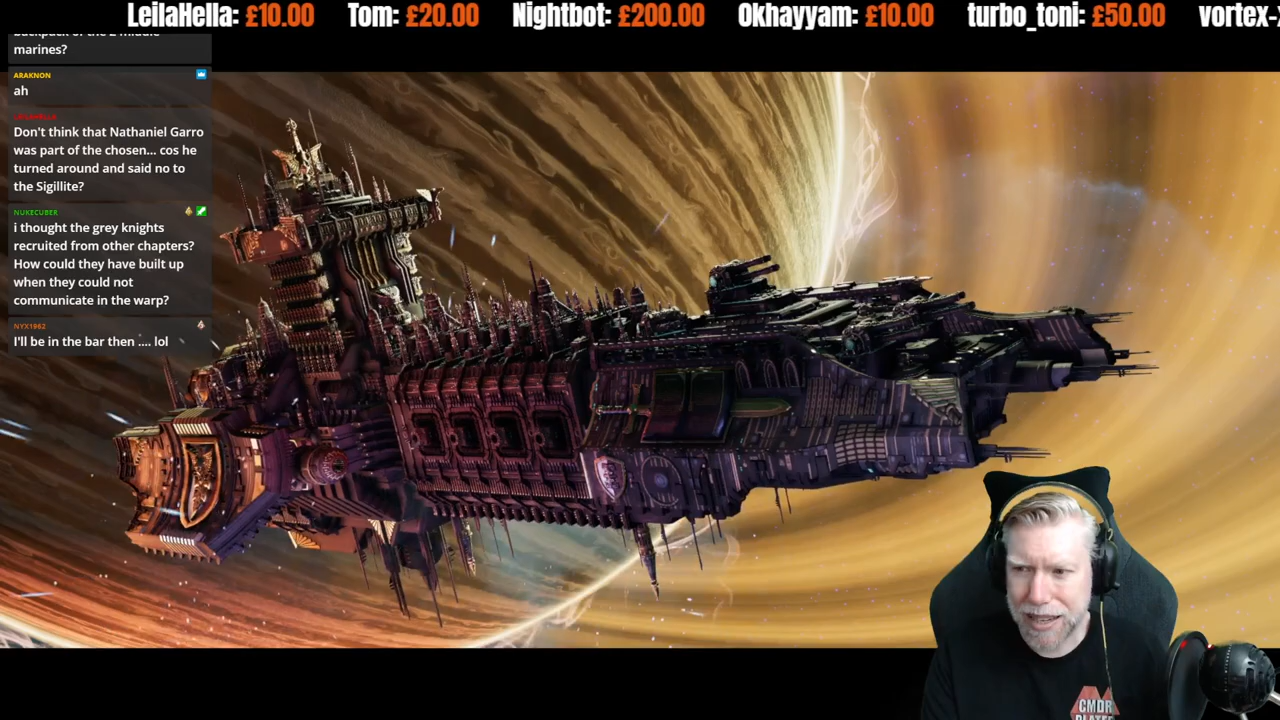 LeilaHella: £10.00 Tom: £20.00 Nightbot: £200.00 Okhayyam: £10.00 turbo_toni: £50.00
marines?
ARAKNON
ah
Don't think that Nathaniel Garro
was part of the chosen... cos he
turned around and said no to
the Sigillite?
NUKECUBER
i thought the grey knights
recruited from other chapters?
How could they have built up
when they could not
communicate in the warp?
NYX1962
I'll be in the bar then .... lol
CMDR